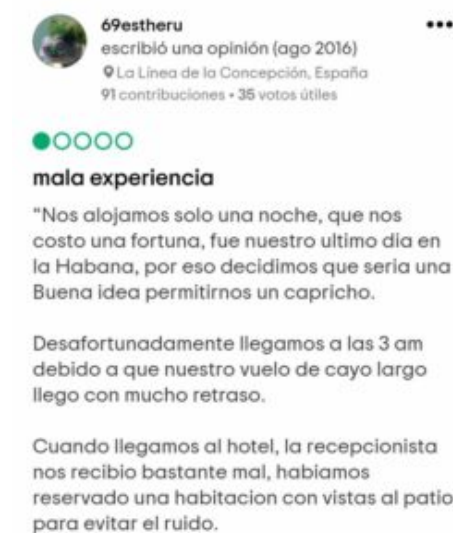 69estheru
escribió una opinión (ago 2016)
La Línea de la Concepción, España
91 contribuciones • 35 votos útiles
mala experiencia
“Nos alojamos solo una noche, que nos
costo una fortuna, fue nuestro ultimo dia en
la Habana, por eso decidimos que seria una
Buena idea permitirnos un capricho.
Desafortunadamente llegamos a las 3 am
debido a que nuestro vuelo de cayo largo
llego con mucho retraso.
Cuando llegamos al hotel, la recepcionista
nos recibio bastante mal, habiamos
reservado una habitacion con vistas al patio
para evitar el ruido.